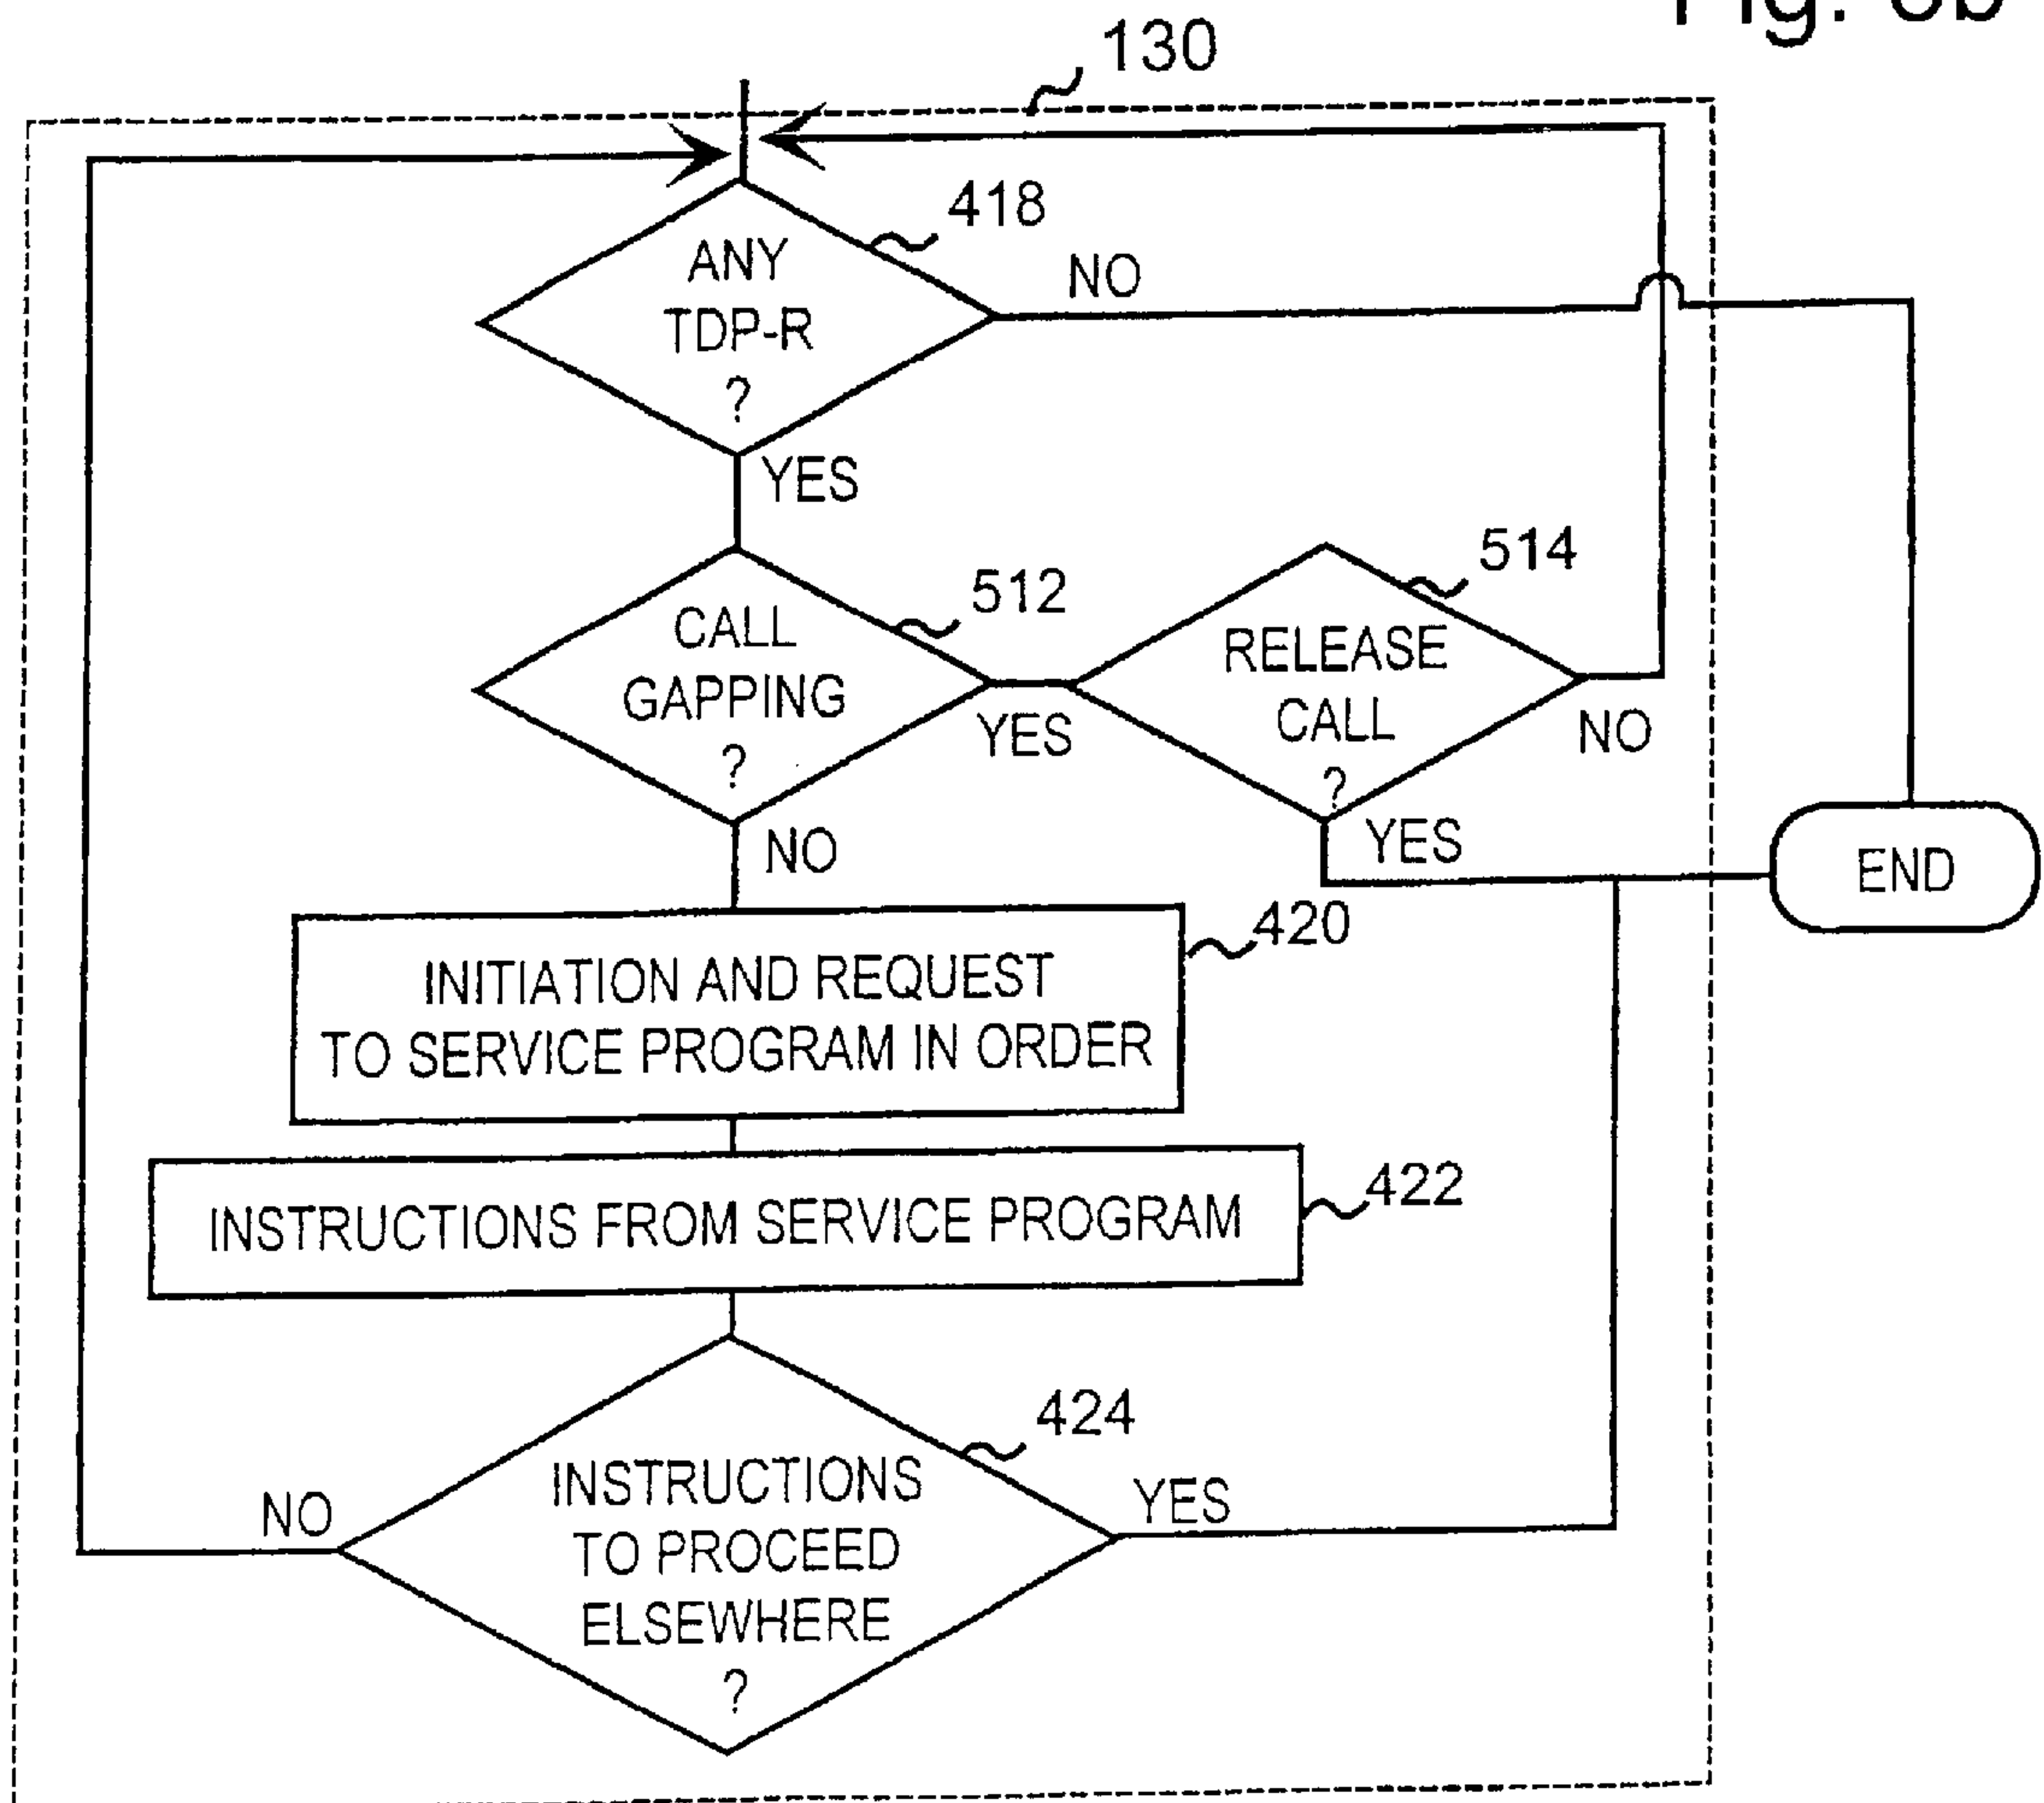 130
418
ANY
TDP-R
?
NO
YES
512
CALL
GAPPING
?
YES
514
RELEASE
CALL
?
NO
YES
NO
END
420
INITIATION AND REQUEST
TO SERVICE PROGRAM IN ORDER
422
INSTRUCTIONS FROM SERVICE PROGRAM
424
INSTRUCTIONS
TO PROCEED
ELSEWHERE
?
NO
YES